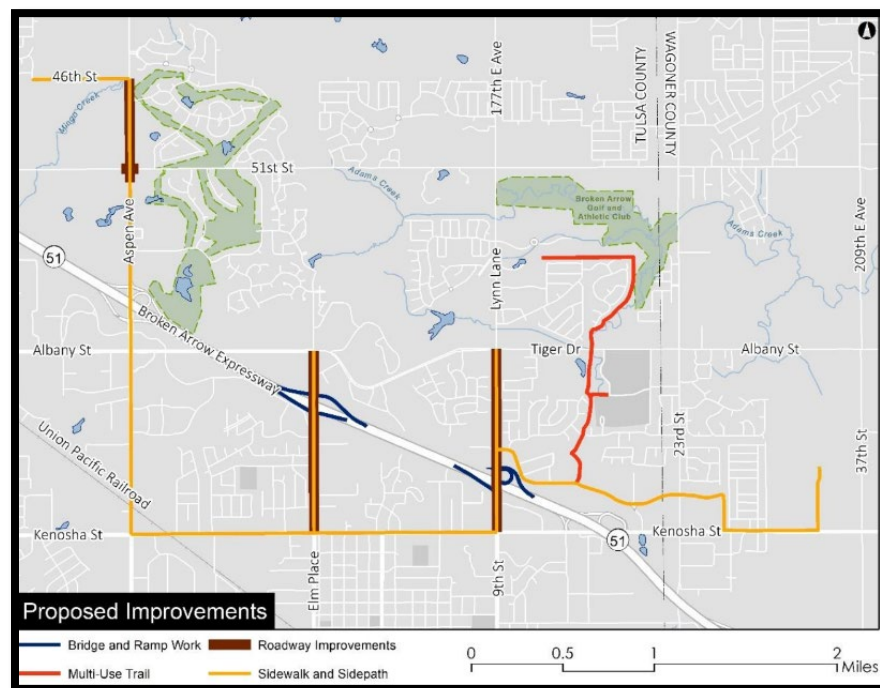 46th St
Mingo Creek
177th E Ave
TULSA COUNTY
WAGONER COUNTY
51st St
Adams Creek
Broken Arrow
Golf and
Athletic Club
Adams Creek
209th E Ave
Aspen Ave
51
Lynn Lane
Broken Arrow Expressway
Albany St
Tiger Dr
Albany St
Union Pacific Railroad
23rd St
37th St
Kenosha St
Kenosha St
51
Elm Place
9th St
Proposed Improvements
Bridge and Ramp Work
Roadway Improvements
Multi-Use Trail
Sidewalk and Sidepath
0 0.5 1 2
Miles